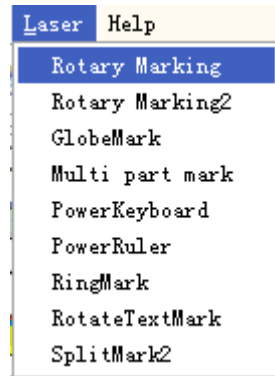 Laser Help
Rotary Marking
Rotary Marking2
GlobeMark
Multi part mark
PowerKeyboard
PowerRuler
RingMark
RotateTextMark
SplitMark2